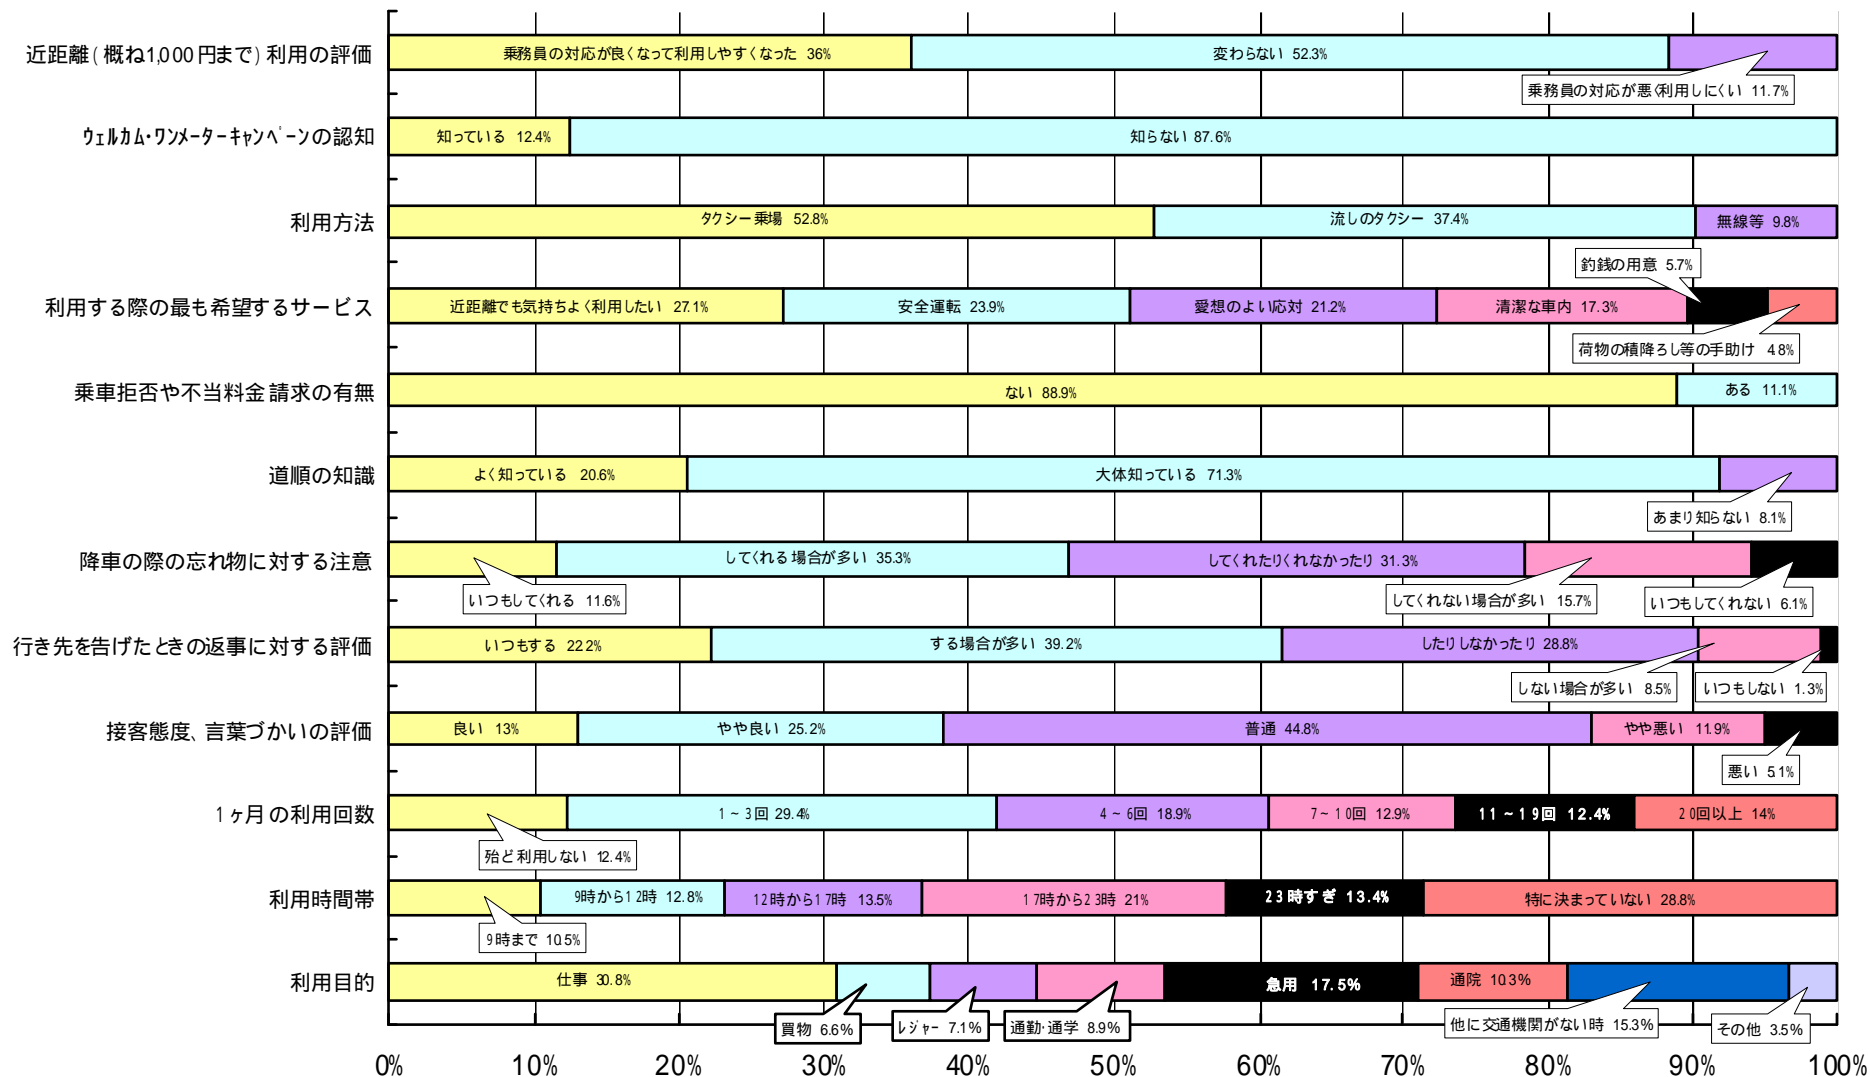 近距離(概ね1,000円まで)利用の評価
乗務員の対応が良くなって利用しやすくなった 36%
変わらない 52.3%
乗務員の対応が悪く利用しにくい 11.7%
ｳｪﾙｶﾑ・ﾜﾝﾒｰﾀｰｷｬﾝﾍﾟｰﾝの認知
知っている 12.4%
知らない 87.6%
利用方法
タクシー乗場 52.8%
流しのタクシー 37.4%
無線等 9.8%
釣銭の用意 5.7%
利用する際の最も希望するサービス
近距離でも気持ちよく利用したい 27.1%
安全運転 23.9%
愛想のよい応対 21.2%
清潔な車内 17.3%
荷物の積降ろし等の手助け 4.8%
乗車拒否や不当料金請求の有無
ない 88.9%
ある 11.1%
道順の知識
よく知っている 20.6%
大体知っている 71.3%
あまり知らない 8.1%
降車の際の忘れ物に対する注意
してくれる場合が多い 35.3%
してくれたりくれなかったり 31.3%
いつもしてくれる 11.6%
してくれない場合が多い 15.7%
いつもしてくれない 6.1%
行き先を告げたときの返事に対する評価
いつもする 22.2%
する場合が多い 39.2%
したりしなかったり 28.8%
しない場合が多い 8.5%
いつもしない 1.3%
接客態度、言葉づかいの評価
良い 13%
やや良い 25.2%
普通 44.8%
やや悪い 11.9%
悪い 5.1%
1ヶ月の利用回数
1~3回 29.4%
4~6回 18.9%
7~10回 12.9%
11~19回 12.4%
20回以上 14%
殆ど利用しない 12.4%
利用時間帯
9時から12時 12.8%
12時から17時 13.5%
17時から23時 21%
23時すぎ 13.4%
特に決まっていない 28.8%
9時まで 10.5%
利用目的
仕事 30.8%
急用 17.5%
通院 10.3%
買物 6.6%
ﾚｼﾞｬｰ 7.1%
通勤・通学 8.9%
他に交通機関がない時 15.3%
その他 3.5%
0% 10% 20% 30% 40% 50% 60% 70% 80% 90% 100%